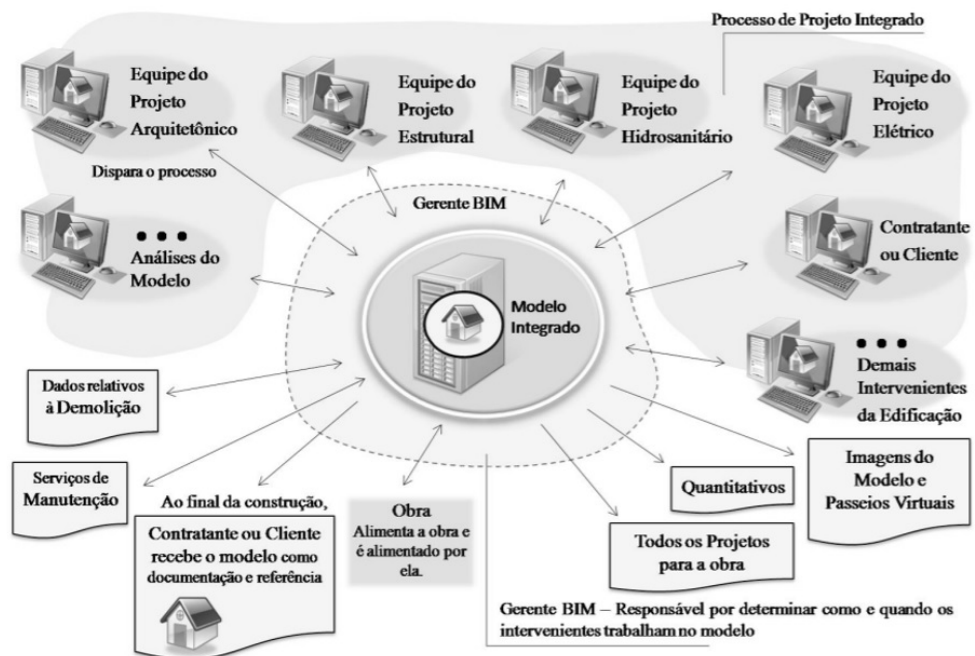 Processo de Projeto Integrado
Equipe do
Projeto
Arquitetônico
Equipe do
Projeto
Estrutural
Equipe do
Projeto
Hidrosanitário
Equipe do
Projeto
Elétrico
Dispara o processo
Gerente BIM
Análises do
Modelo
Contratante
ou Cliente
Modelo
Integrado
Demais
Intervenientes
da Edificação
Dados relativos
à Demolição
Serviços de
Manutenção
Ao final da construção,
Contratante ou Cliente
recebe o modelo como
documentação e referência
Obra
Alimenta a obra e
é alimentado por
ela.
Todos os Projetos
para a obra
Quantitativos
Imagens do
Modelo e
Passeios Virtuais
Gerente BIM – Responsável por determinar como e quando os
intervenientes trabalham no modelo